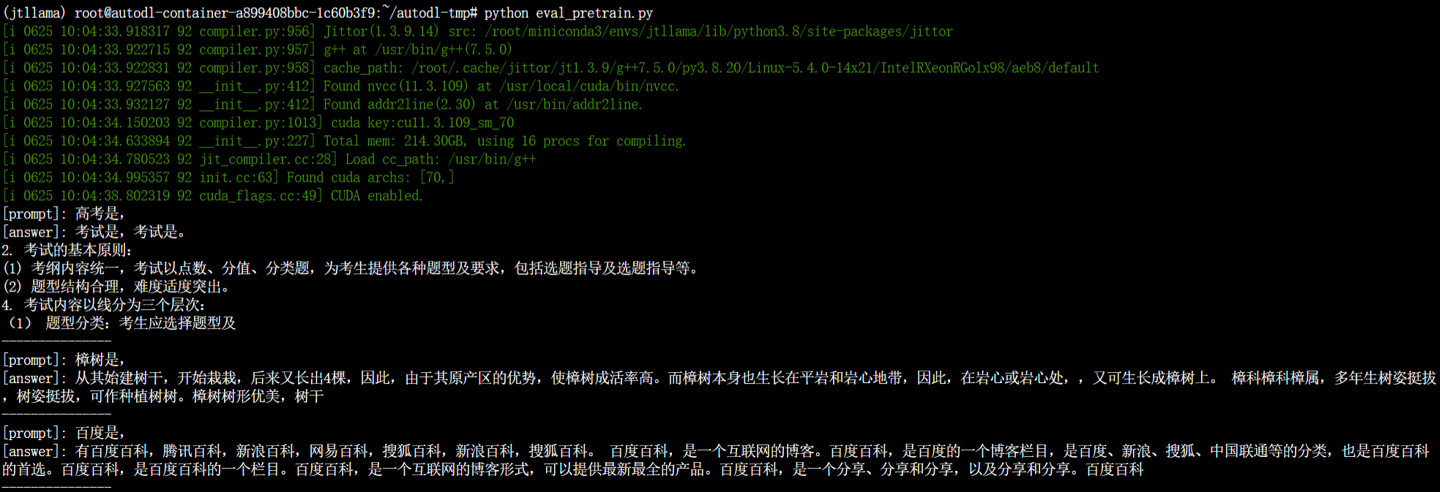 (jtllama) root@autodl-container-a899408bbc-1c60b3f9:~/autodl-tmp# python eval_pretrain.py
[i 0625 10:04:33.918317 92 compiler.py:956] Jittor(1.3.9.14) src: /root/miniconda3/envs/jtllama/lib/python3.8/site-packages/jittor
[i 0625 10:04:33.922715 92 compiler.py:957] g++ at /usr/bin/g++(7.5.0)
[i 0625 10:04:33.922831 92 compiler.py:958] cache_path: /root/.cache/jittor/jt1.3.9/g++7.5.0/py3.8.20/Linux-5.4.0-14x21/IntelRXeonRGolx98/aeb8/default
[i 0625 10:04:33.927563 92 __init__.py:412] Found nvcc(11.3.109) at /usr/local/cuda/bin/nvcc.
[i 0625 10:04:33.932127 92 __init__.py:412] Found addr2line(2.30) at /usr/bin/addr2line.
[i 0625 10:04:34.150203 92 compiler.py:1013] cuda key:cu11.3.109_sm_70
[i 0625 10:04:34.633894 92 __init__.py:227] Total mem: 214.30GB, using 16 procs for compiling.
[i 0625 10:04:34.780523 92 jit_compiler.cc:28] Load cc_path: /usr/bin/g++
[i 0625 10:04:34.995357 92 init.cc:63] Found cuda archs: [70,]
[i 0625 10:04:38.802319 92 cuda_flags.cc:49] CUDA enabled.
[prompt]: 高考是,
[answer]: 考试是，考试是。
2. 考试的基本原则：
(1) 考纲内容统一，考试以点数、分值、分类题，为考生提供各种题型及要求，包括选题指导及选题指导等。
(2) 题型结构合理，难度适度突出。
4. 考试内容以线分为三个层次：
（1） 题型分类：考生应选择题型及
---------------
[prompt]: 樟树是,
[answer]: 从其始建树干，开始栽栽，后来又长出4棵，因此，由于其原产区的优势，使樟树成活率高。而樟树本身也生长在平岩和岩心地带，因此，在岩心或岩心处，，又可生长成樟树上。 樟科樟科樟属，多年生树姿挺拔
，树姿挺拔，可作种植树树。樟树树形优美，树干
---------------
[prompt]: 百度是,
[answer]: 有百度百科，腾讯百科，新浪百科，网易百科，搜狐百科，新浪百科，搜狐百科。 百度百科，是一个互联网的博客。百度百科，是百度的一个博客栏目，是百度、新浪、搜狐、中国联通等的分类，也是百度百科
的首选。百度百科，是百度百科的一个栏目。百度百科，是一个互联网的博客形式，可以提供最新最全的产品。百度百科，是一个分享、分享和分享，以及分享和分享。百度百科
---------------